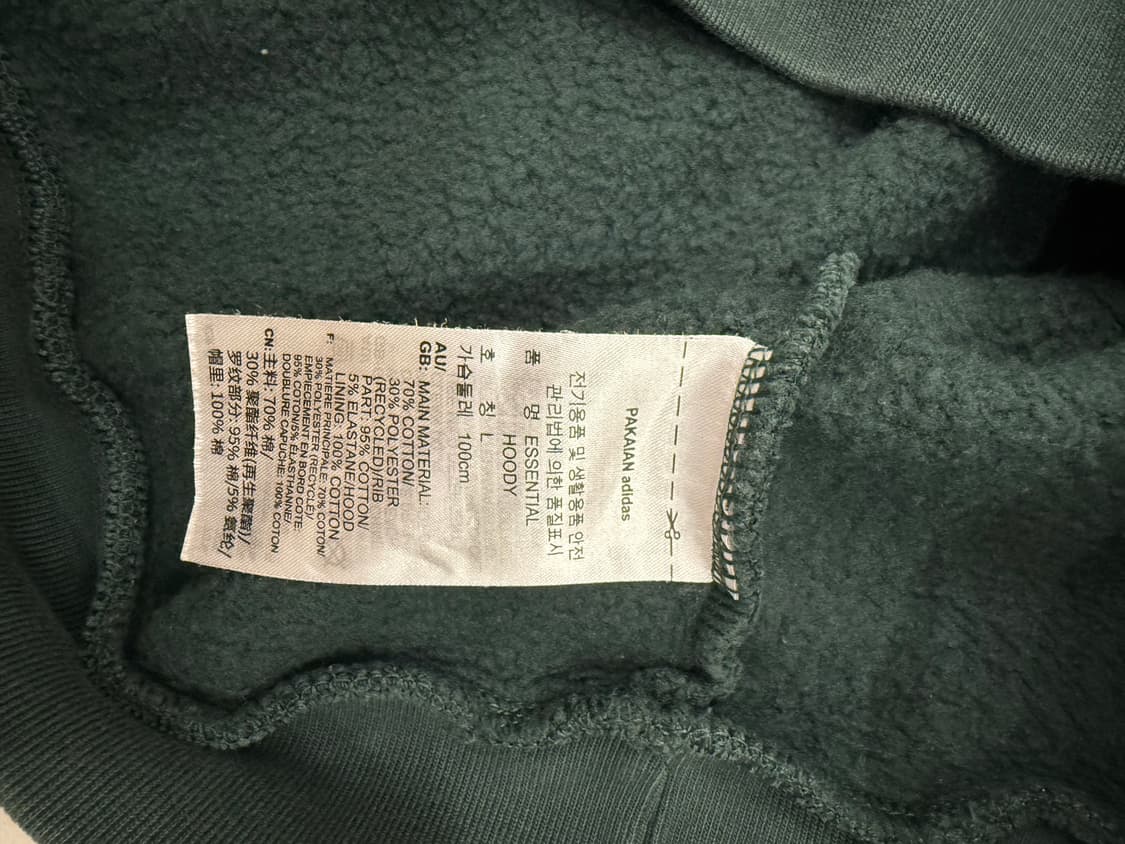 PAKAIAN adidas
전기용품 및 생활용품 안전
관리법에 의한 품질표시
품 명 ESSENTIAL
HOODY
호 칭 L
가슴둘레 100cm
AU/
GB: MAIN MATERIAL:
70% COTTON/
30% POLYESTER
(RECYCLED)/RIB
PART: 95% COTTON/
5% ELASTANE/HOOD
LINING: 100% COTTON
F: MATIERE PRINCIPALE: 70% COTON/
30% POLYESTER (RECYCLE)/
EMPIECEMENT EN BORD COTE:
95% COTON/5% ELASTHANNE/
DOUBLURE CAPUCHE: 100% COTON
CN: 主料: 70% 棉/
30% 聚酯纤维(再生聚酯)/
罗纹部分: 95% 棉/5% 氨纶/
帽里: 100% 棉